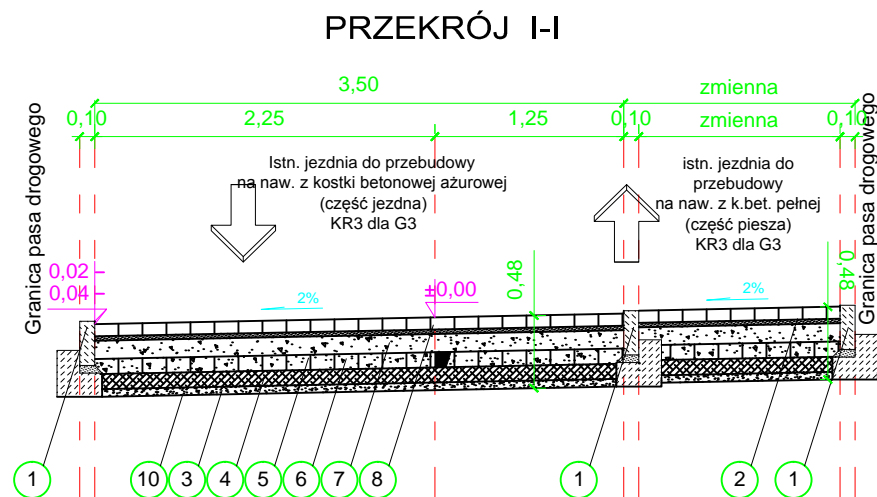 PRZEKRÓJ I-I
3,50
zmienna
0,10
2,25
1,25
0,10
zmienna
0,10
Granica pasa drogowego
Istn. jezdnia do przebudowy
na naw. z kostki betonowej ażurowej
(część jezdna)
KR3 dla G3
istn. jezdnia do
przebudowy
na naw. z k.bet. pełnej
(część piesza)
KR3 dla G3
Granica pasa drogowego
0,02
0,04
2%
±0,00
0,48
2%
0,48
1
10
3
4
5
6
7
8
1
2
1